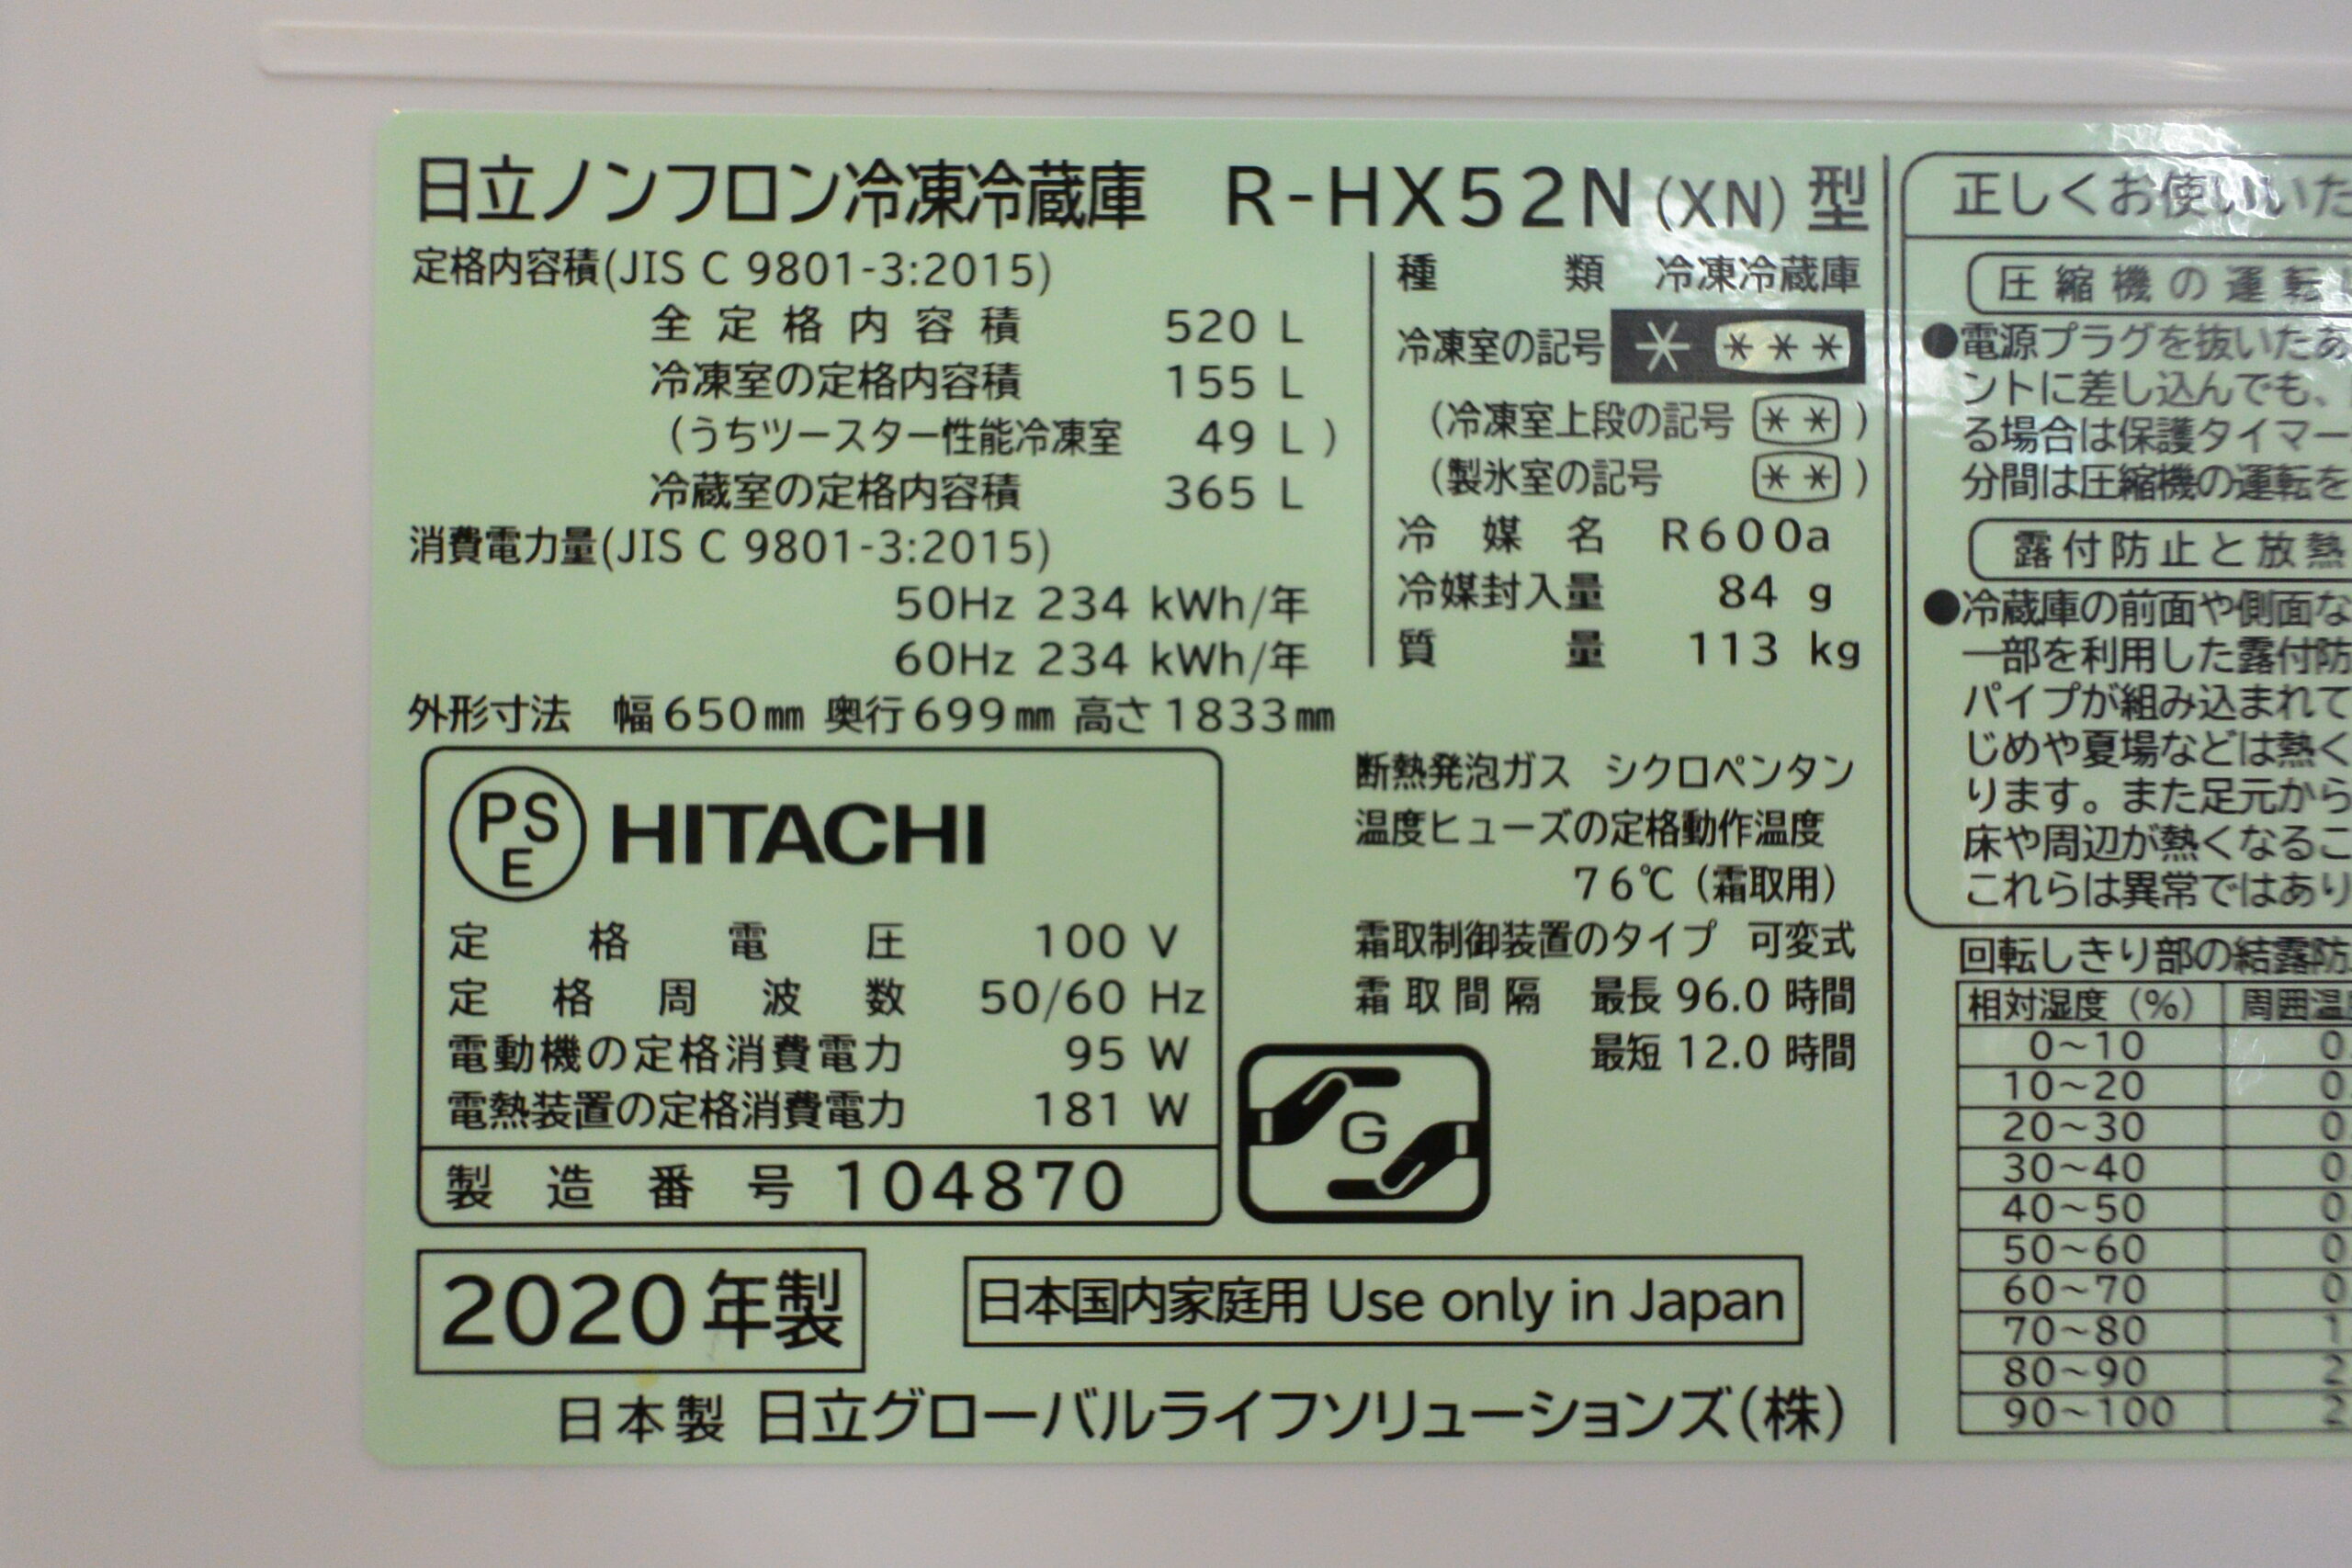 日立ノンフロン冷凍冷蔵庫 R-HX52N(XN)型
定格内容積(JIS C 9801-3:2015)
全定格内容積 520 L
冷凍室の定格内容積 155 L
(うちツースター性能冷凍室 49 L)
冷蔵室の定格内容積 365 L
消費電力量(JIS C 9801-3:2015)
50Hz 234 kWh/年
60Hz 234 kWh/年
外形寸法 幅650㎜ 奥行699㎜ 高さ1833㎜
種類 冷凍冷蔵庫
冷凍室の記号 * ***
(冷凍室上段の記号 **)
(製氷室の記号 **)
冷媒名 R600a
冷媒封入量 84 g
質量 113 kg
PS
E
HITACHI
定格電圧 100 V
定格周波数 50/60 Hz
電動機の定格消費電力 95 W
電熱装置の定格消費電力 181 W
製造番号 104870
断熱発泡ガス シクロペンタン
温度ヒューズの定格動作温度
76℃(霜取用)
霜取制御装置のタイプ 可変式
霜取間隔 最長 96.0 時間
最短 12.0 時間
G
2020年製
日本国内家庭用 Use only in Japan
日本製 日立グローバルライフソリューションズ(株)
正しくお使いいた
圧縮機の運転
●電源プラグを抜いたあ
ントに差し込んでも、
る場合は保護タイマー
分間は圧縮機の運転を
露付防止と放熱
●冷蔵庫の前面や側面な
一部を利用した露付防
パイプが組み込まれて
じめや夏場などは熱く
ります。また足元から
床や周辺が熱くなるこ
これらは異常ではあり
回転しきり部の結露防
相対湿度(%) 周囲温
0~10 0
10~20 0
20~30 0
30~40 0
40~50 0
50~60 0
60~70 0
70~80 1
80~90 2
90~100 2